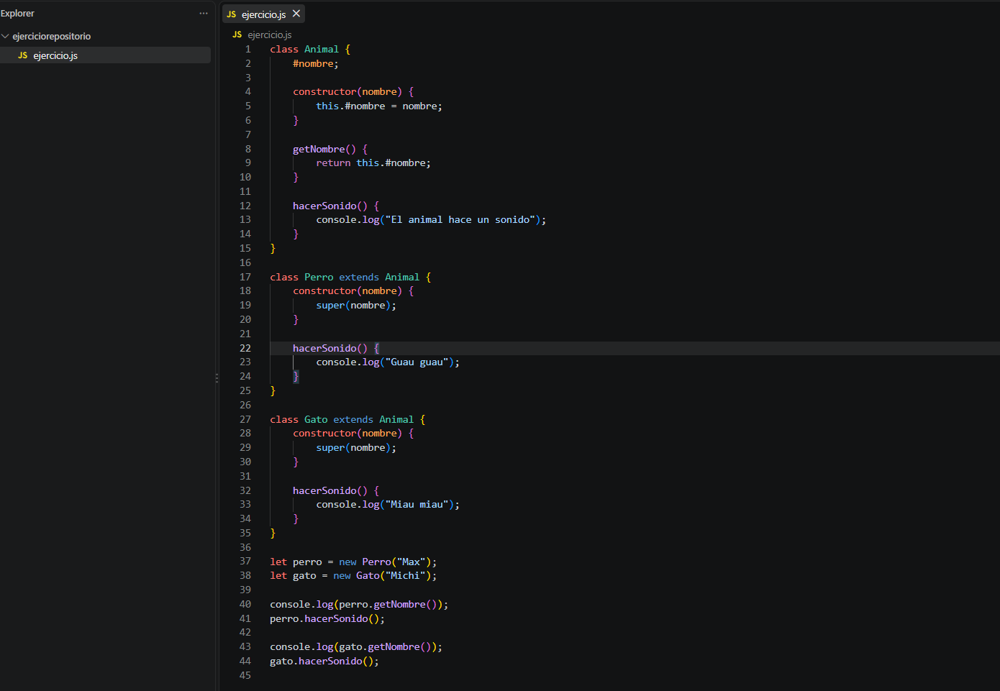 Explorer ···
ejerciciorepositorio
JS ejercicio.js
JS ejercicio.js ×
JS ejercicio.js
1 class Animal {
2     #nombre;
3
4     constructor(nombre) {
5         this.#nombre = nombre;
6     }
7
8     getNombre() {
9         return this.#nombre;
10     }
11
12     hacerSonido() {
13         console.log("El animal hace un sonido");
14     }
15 }
16
17 class Perro extends Animal {
18     constructor(nombre) {
19         super(nombre);
20     }
21
22     hacerSonido() {
23         console.log("Guau guau");
24     }
25 }
26
27 class Gato extends Animal {
28     constructor(nombre) {
29         super(nombre);
30     }
31
32     hacerSonido() {
33         console.log("Miau miau");
34     }
35 }
36
37 let perro = new Perro("Max");
38 let gato = new Gato("Michi");
39
40 console.log(perro.getNombre());
41 perro.hacerSonido();
42
43 console.log(gato.getNombre());
44 gato.hacerSonido();
45